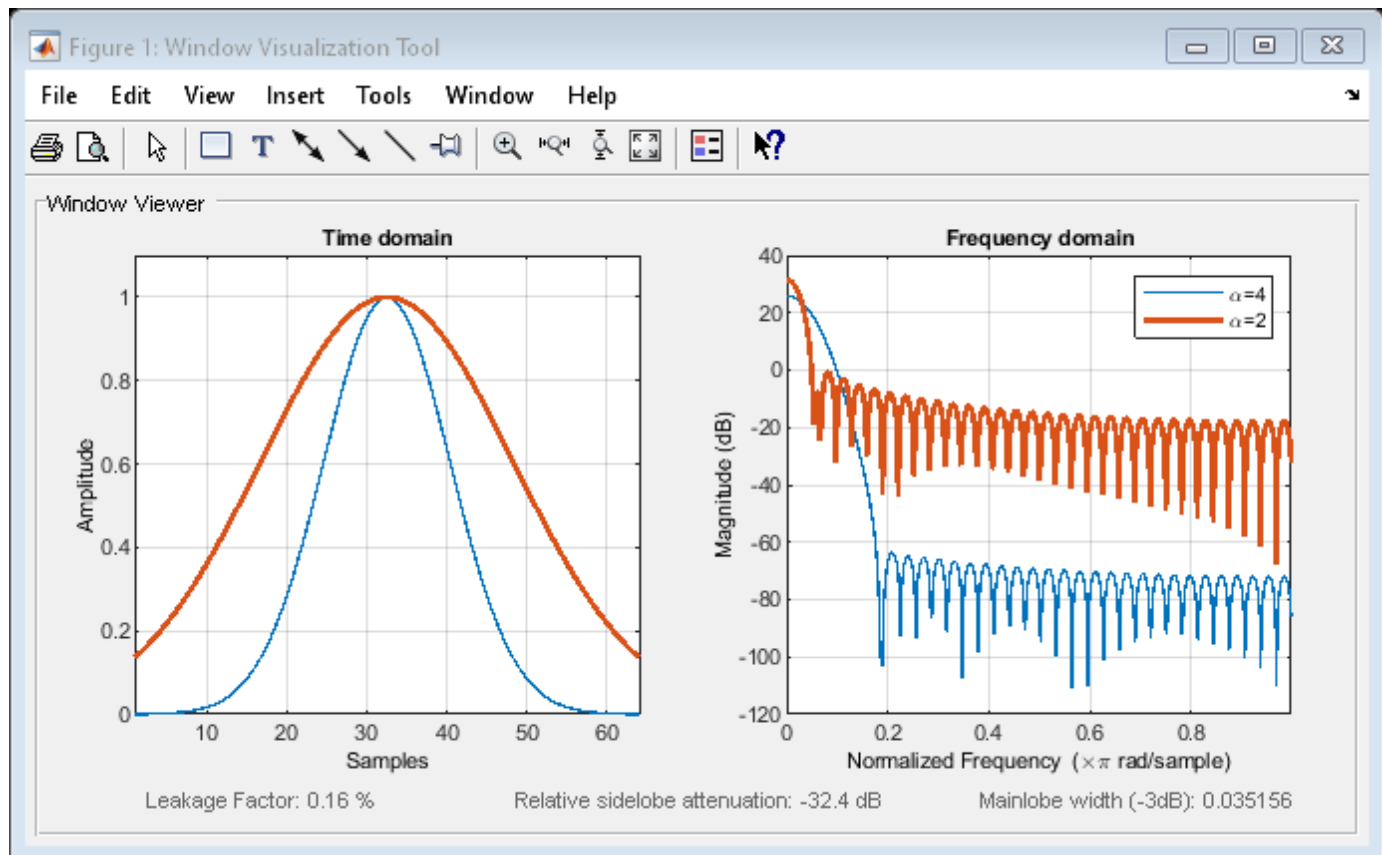 Figure 1: Window Visualization Tool
File Edit View Insert Tools Window Help
T
?
Window Viewer
Time domain
1
0.8
0.6
0.4
0.2
0
Amplitude
10 20 30 40 50 60
Samples
Frequency domain
α=4
α=2
40
20
0
-20
-40
-60
-80
-100
-120
Magnitude (dB)
0 0.2 0.4 0.6 0.8
Normalized Frequency (×π rad/sample)
Leakage Factor: 0.16 % Relative sidelobe attenuation: -32.4 dB Mainlobe width (-3dB): 0.035156